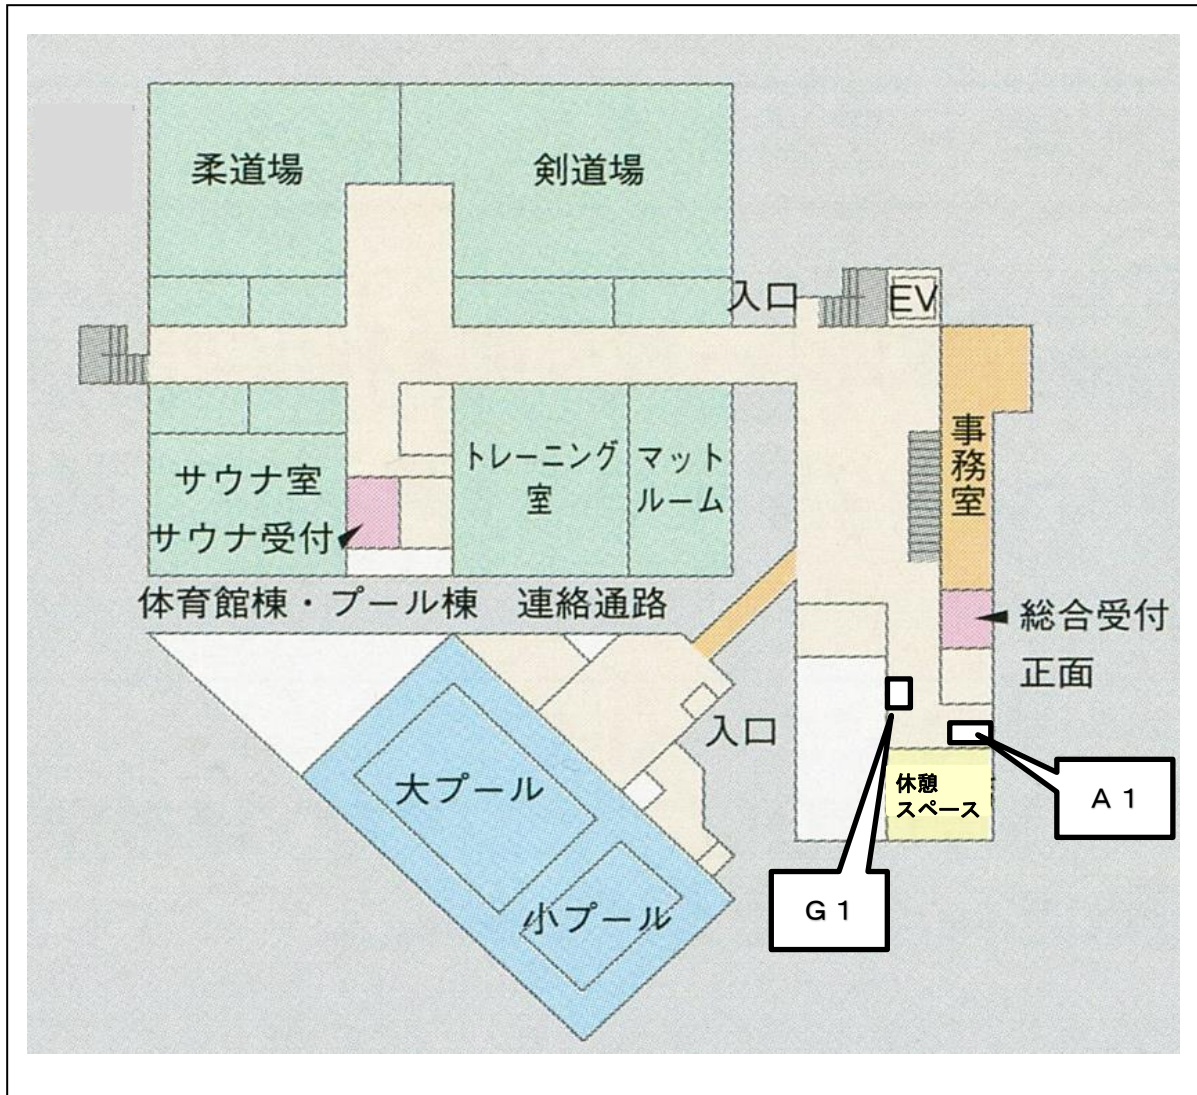 柔道場
剣道場
入口
EV
事
務
室
トレーニング
室
マット
ルーム
サウナ室
サウナ受付
体育館棟・プール棟　連絡通路
総合受付
正面
入口
大プール
小プール
休憩
スペース
A 1
G 1